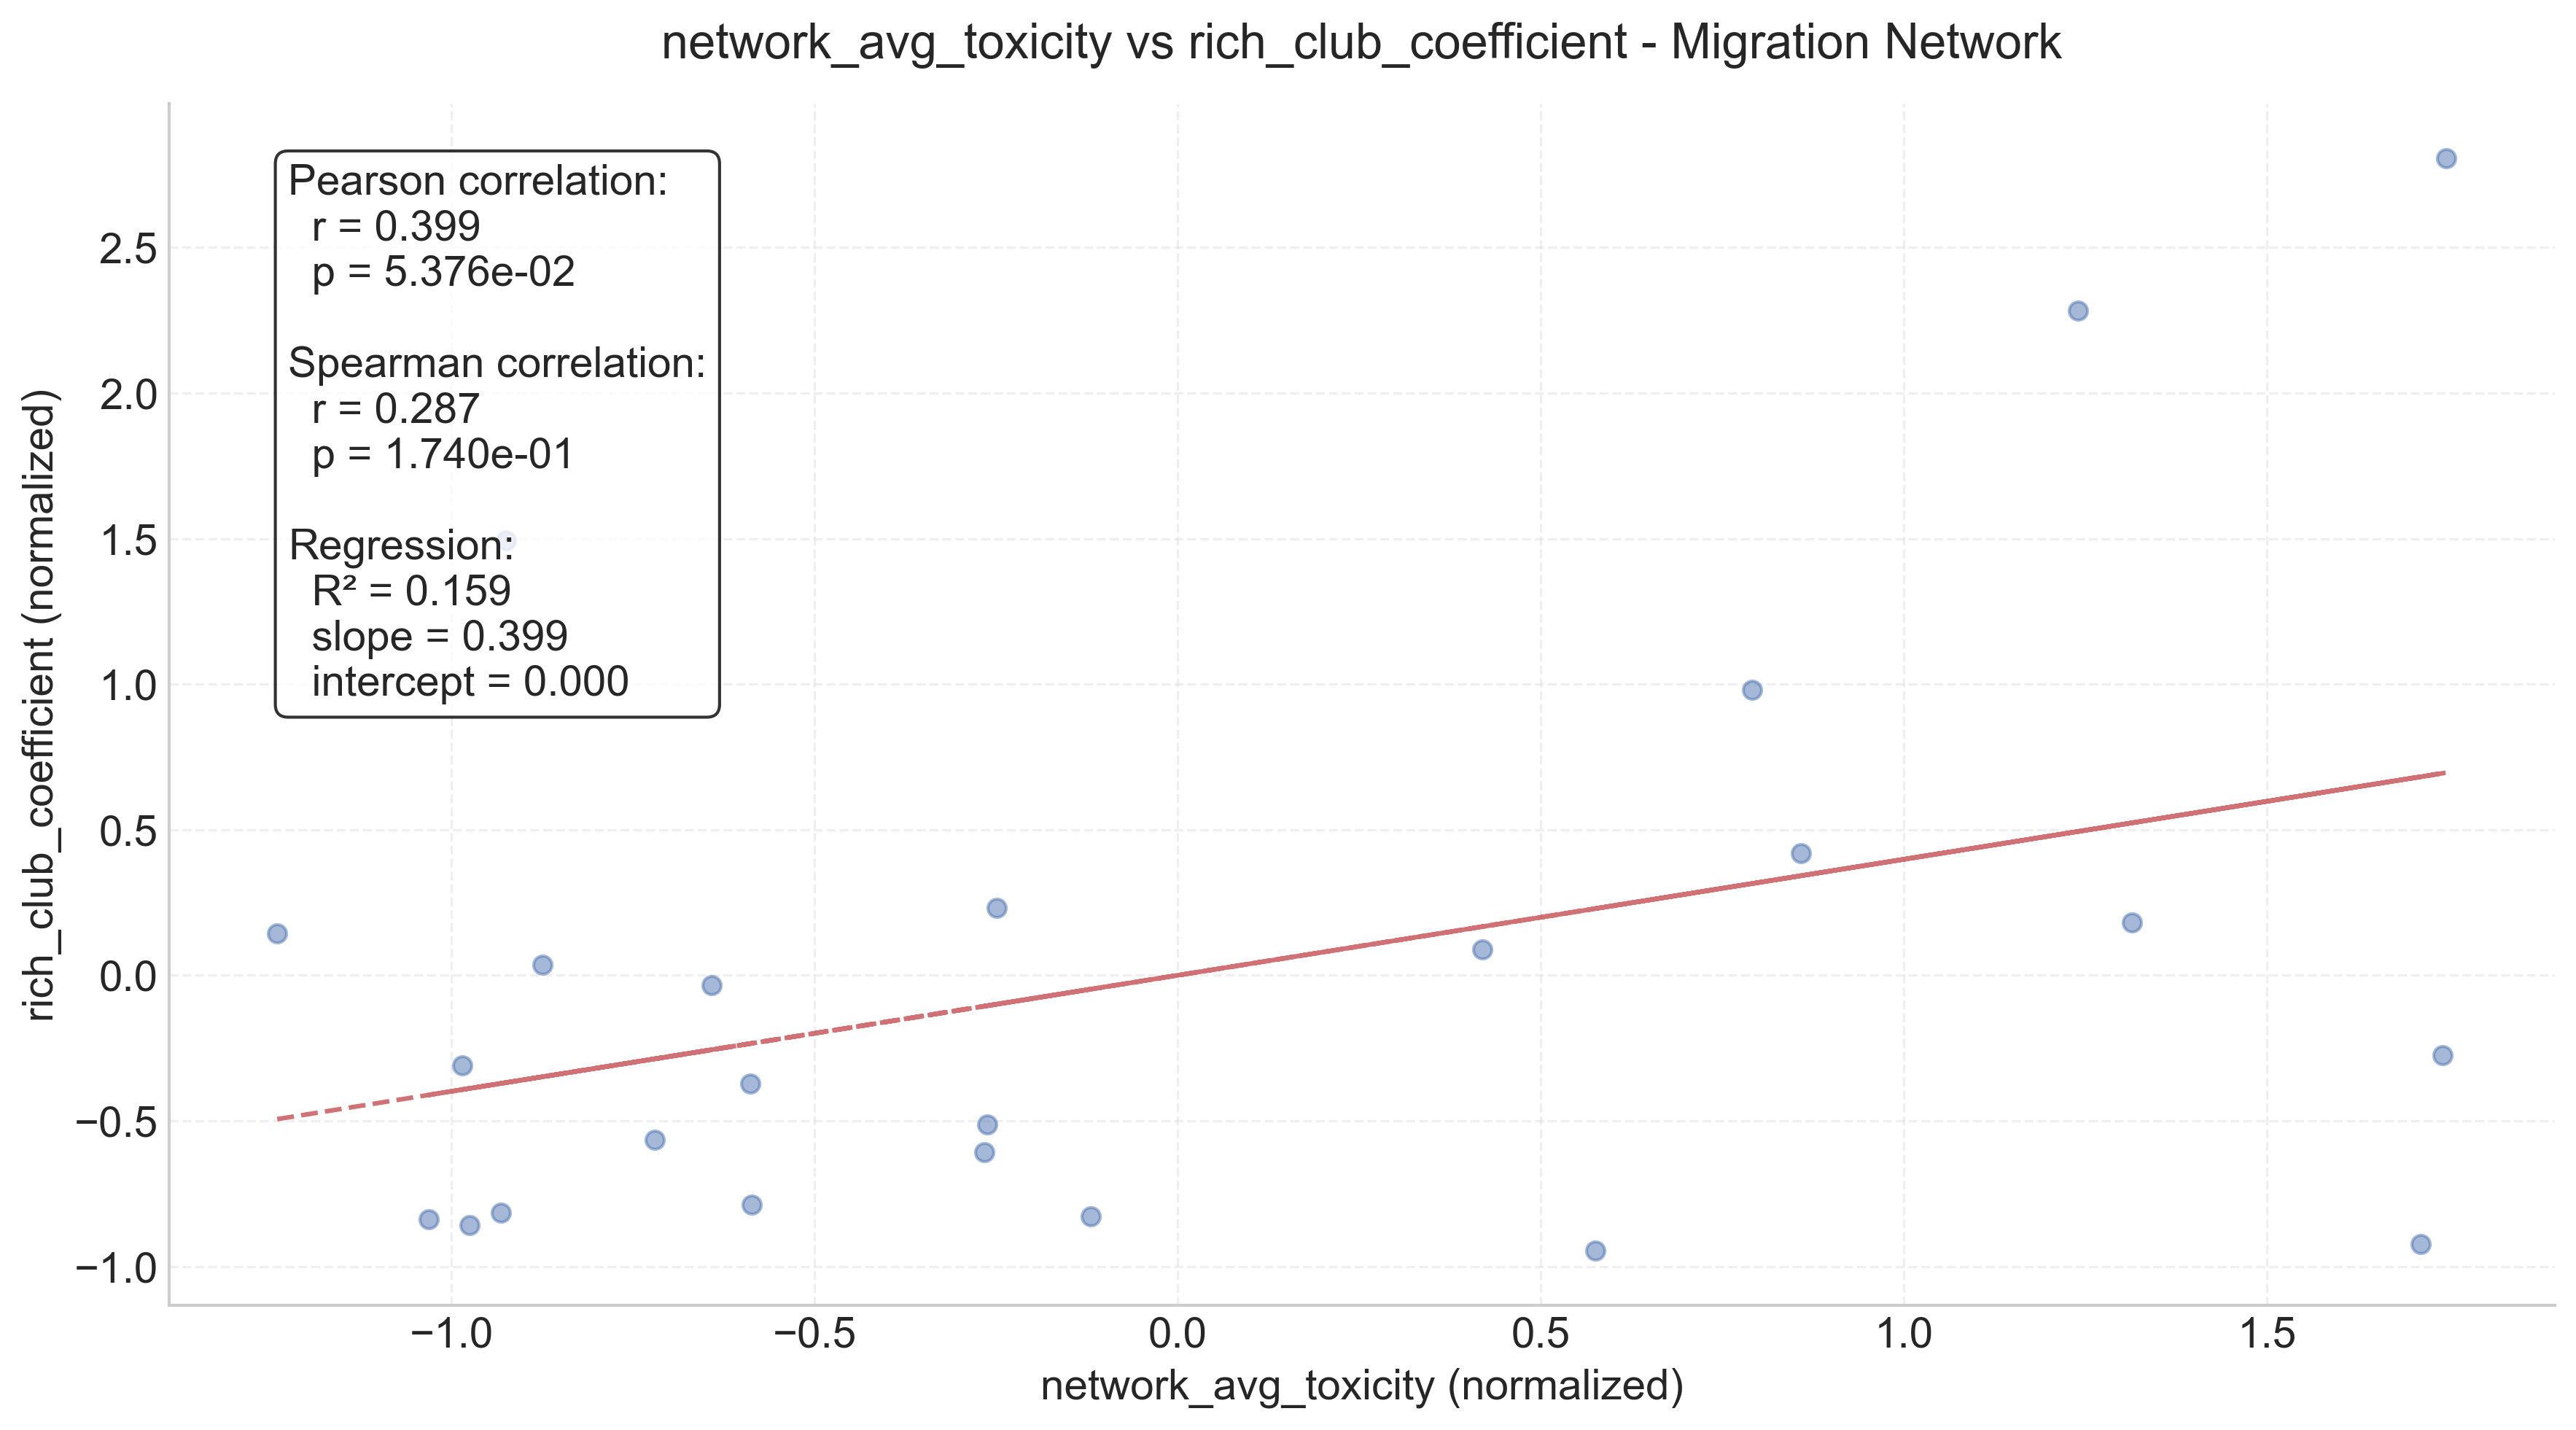 network_avg_toxicity vs rich_club_coefficient - Migration Network
Pearson correlation:
r = 0.399
p = 5.376e-02
Spearman correlation:
r = 0.287
p = 1.740e-01
Regression:
R² = 0.159
slope = 0.399
intercept = 0.000
rich_club_coefficient (normalized)
2.5
2.0
1.5
1.0
0.5
0.0
−0.5
−1.0
−1.0
−0.5
0.0
0.5
1.0
1.5
network_avg_toxicity (normalized)